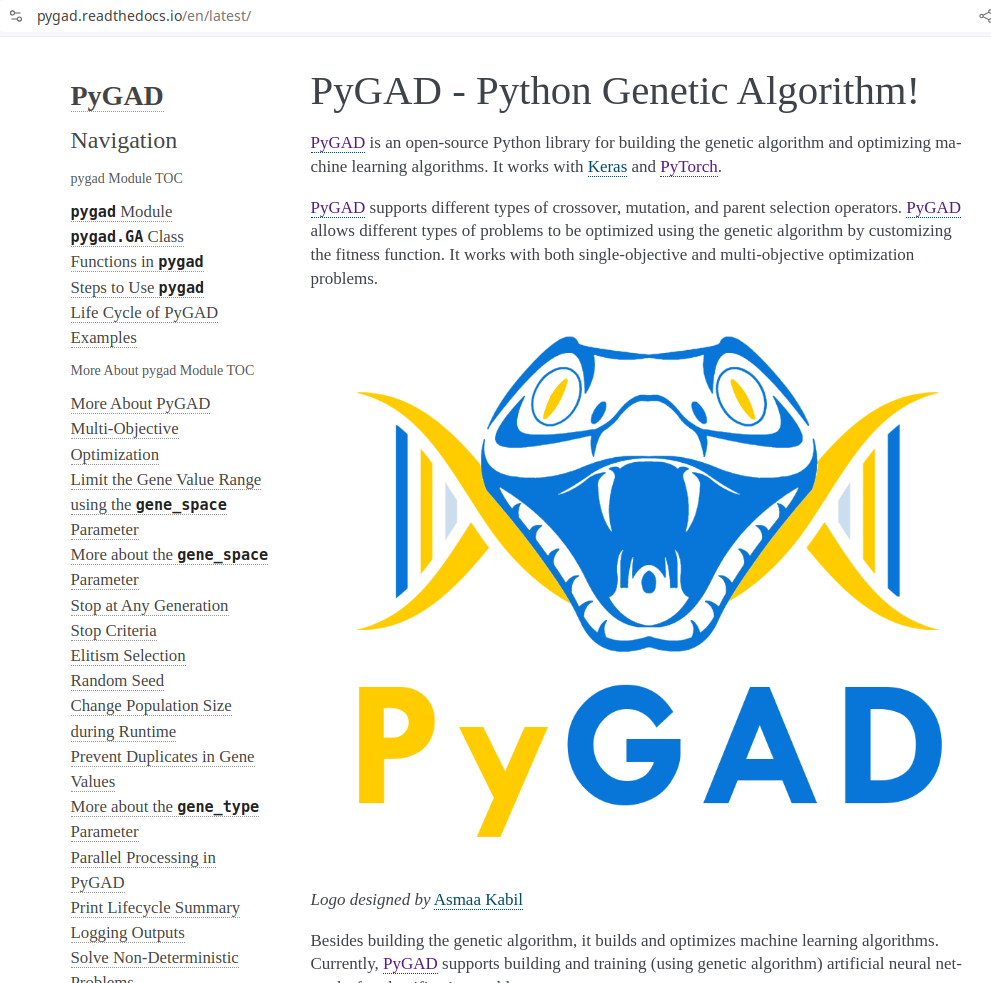 pygad.readthedocs.io/en/latest/
PyGAD
Navigation
pygad Module TOC
pygad Module
pygad.GA Class
Functions in pygad
Steps to Use pygad
Life Cycle of PyGAD
Examples
More About pygad Module TOC
More About PyGAD
Multi-Objective
Optimization
Limit the Gene Value Range
using the gene_space
Parameter
More about the gene_space
Parameter
Stop at Any Generation
Stop Criteria
Elitism Selection
Random Seed
Change Population Size
during Runtime
Prevent Duplicates in Gene
Values
More about the gene_type
Parameter
Parallel Processing in
PyGAD
Print Lifecycle Summary
Logging Outputs
Solve Non-Deterministic
Problems
PyGAD - Python Genetic Algorithm!
PyGAD is an open-source Python library for building the genetic algorithm and optimizing ma-
chine learning algorithms. It works with Keras and PyTorch.
PyGAD supports different types of crossover, mutation, and parent selection operators. PyGAD
allows different types of problems to be optimized using the genetic algorithm by customizing
the fitness function. It works with both single-objective and multi-objective optimization
problems.
PyGAD
Logo designed by Asmaa Kabil
Besides building the genetic algorithm, it builds and optimizes machine learning algorithms.
Currently, PyGAD supports building and training (using genetic algorithm) artificial neural net-